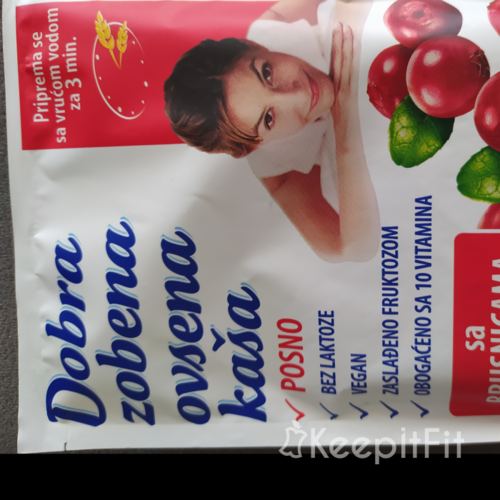 Priprema se
sa vrućom vodom
za 3 min.
Dobra
zobena
ovsena
kaša
✓ POSNO
✓ BEZ LAKTOZE
✓ VEGAN
✓ ZASLAĐENO FRUKTOZOM
✓ OBOGAĆENO SA 10 VITAMINA
sa
KeepitFit